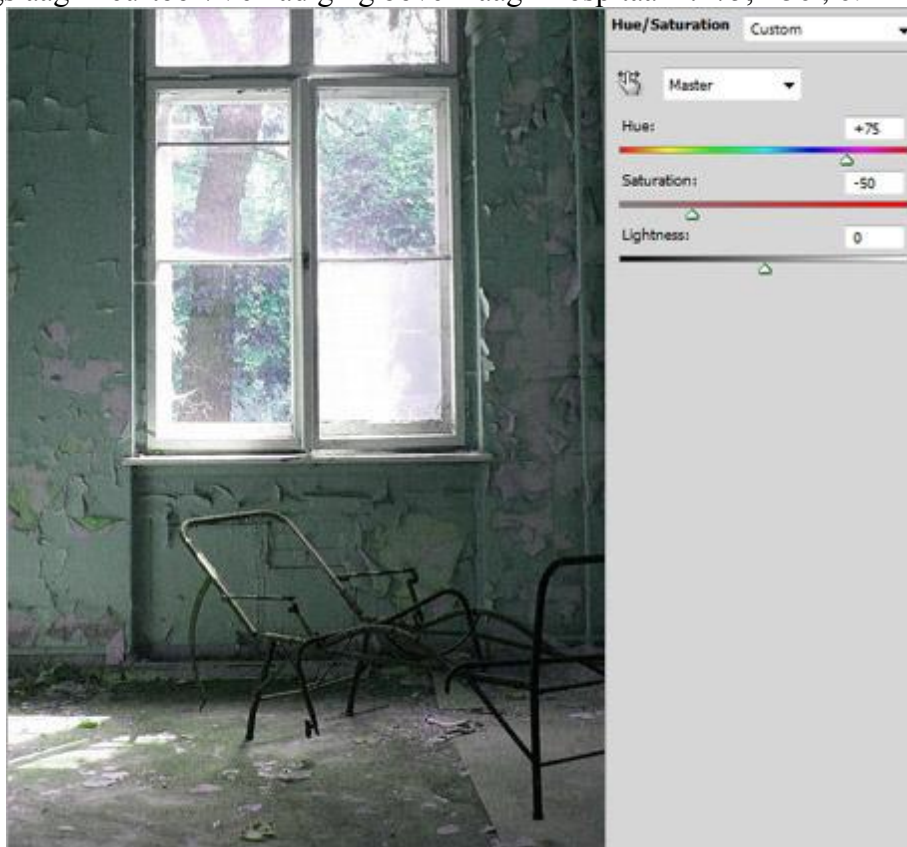 Hue/Saturation Custom
Master
Hue: +75
Saturation: -50
Lightness: 0